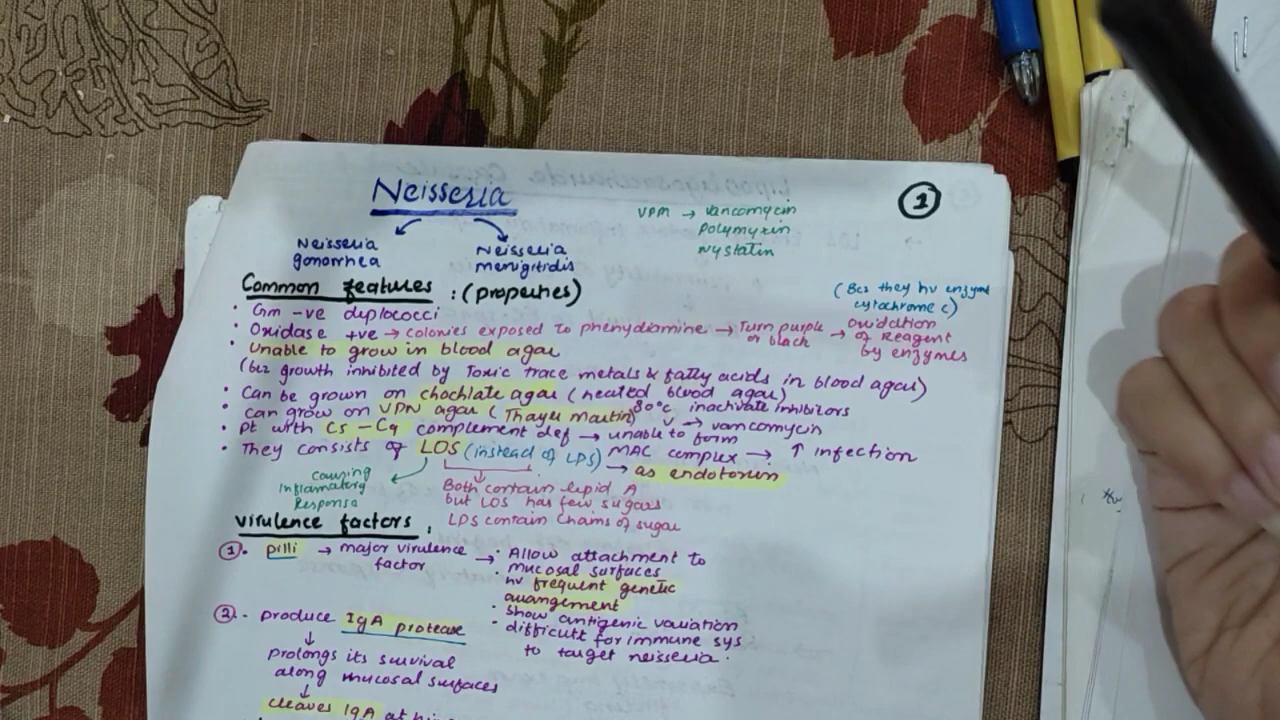 Neisseria
1
VPM → Vancomycin
Polymyxin
Nystatin
Neisseria
gonorrhea
Neisseria
menigitidis
Common features : (properties)
(Bcz they hv enzyme
cytochrome c)
• Gm -ve diplococci
• Oxidase +ve → colonies exposed to phenydiamine → Turn purple or black → Oxidation of Reagent by enzymes
• Unable to grow in blood agar
(bcz growth inhibited by Toxic trace metals & fatty acids in blood agar)
• Can be grown on chochlate agar (heated blood agar)
80°C inactivate inhibitors
• can grow on VPN agar (Thayer Martin) ↳ → vancomycin
• Pt with C5 - C9 complement def → unable to form MAC complex → ↑ infection
• They consists of LOS (instead of LPS) → as endotoxin
causing
Inflamatory
Response
Both contain lipid A
but LOS has few sugars
LPS contain chains of sugar
Virulence factors :
① • pilli → major virulence factor →
• Allow attachment to
mucosal surfaces
• hv frequent genetic
arrangement
• Show antigenic variation
• difficult for immune sys
to target neisseria.
② • produce IgA protease
↓
prolongs its survival
along mucosal surfaces
↓
cleaves IgA at